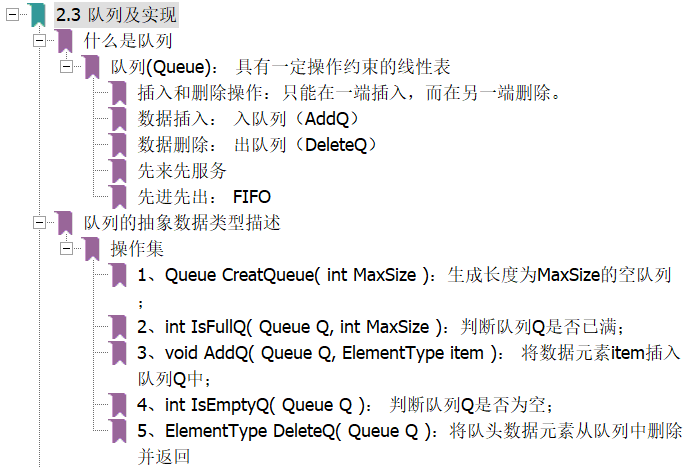 2.3 队列及实现
什么是队列
队列(Queue)： 具有一定操作约束的线性表
插入和删除操作：只能在一端插入，而在另一端删除。
数据插入： 入队列（AddQ）
数据删除： 出队列（DeleteQ）
先来先服务
先进先出： FIFO
队列的抽象数据类型描述
操作集
1、Queue CreatQueue( int MaxSize )：生成长度为MaxSize的空队列
；
2、int IsFullQ( Queue Q, int MaxSize )：判断队列Q是否已满；
3、void AddQ( Queue Q, ElementType item )： 将数据元素item插入
队列Q中；
4、int IsEmptyQ( Queue Q )： 判断队列Q是否为空；
5、ElementType DeleteQ( Queue Q )：将队头数据元素从队列中删除
并返回